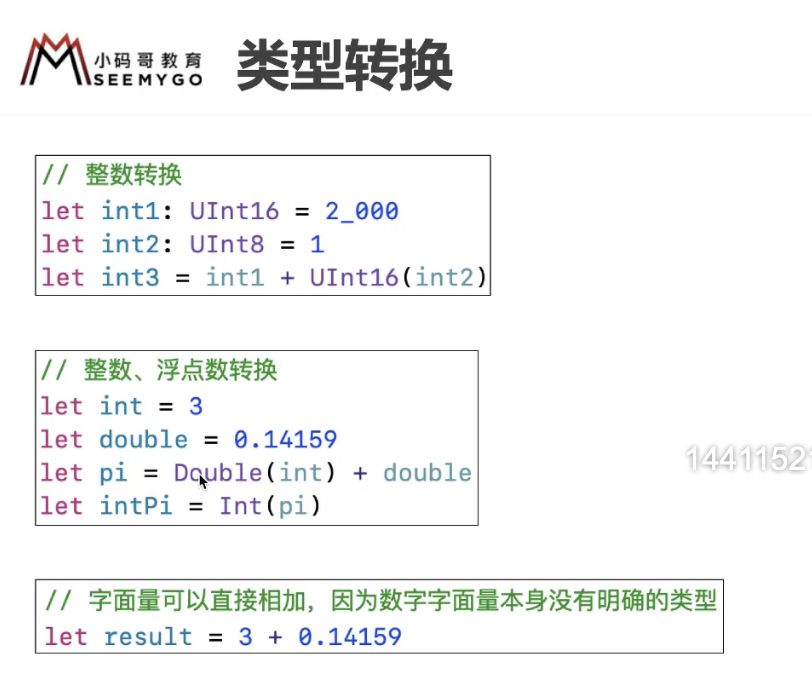 小码哥教育
SEEMYGO
类型转换
// 整数转换
let int1: UInt16 = 2_000
let int2: UInt8 = 1
let int3 = int1 + UInt16(int2)
// 整数、浮点数转换
let int = 3
let double = 0.14159
let pi = Double(int) + double
let intPi = Int(pi)
14411521
// 字面量可以直接相加，因为数字字面量本身没有明确的类型
let result = 3 + 0.14159